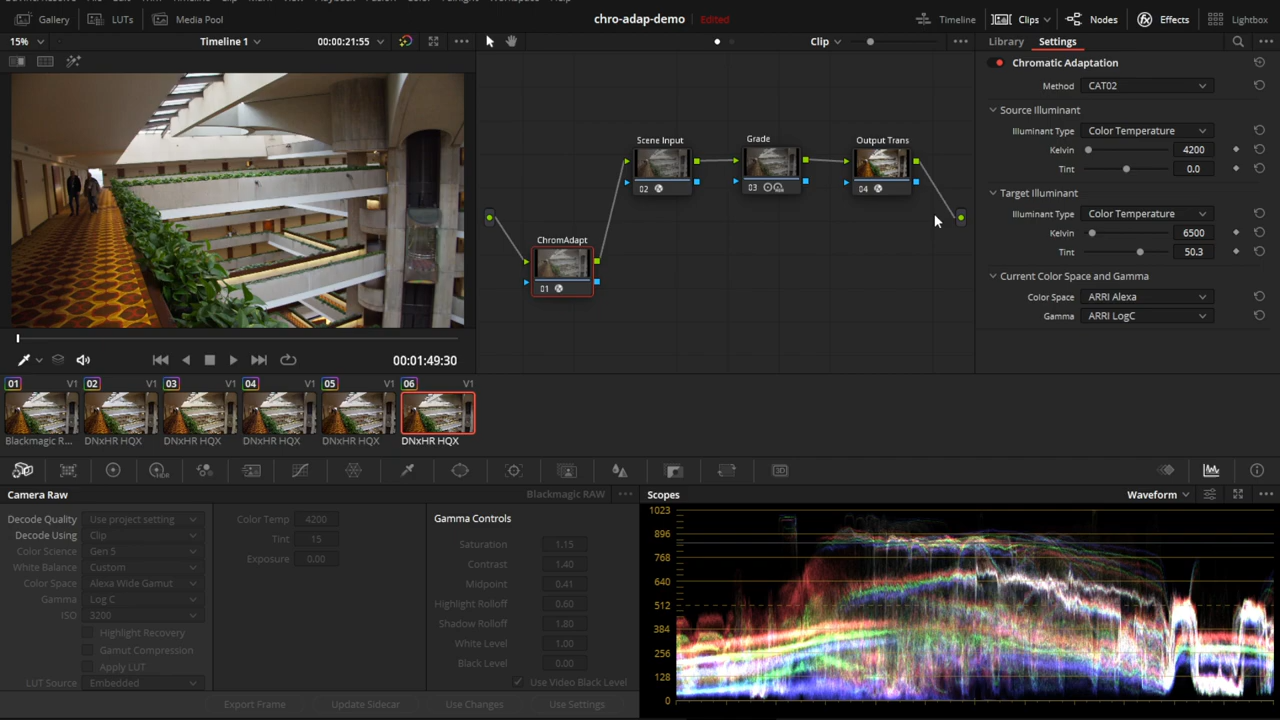 Gallery LUTs Media Pool chro-adap-demo Edited Timeline Clips Nodes Effects Lightbox
15% Timeline 1 00:00:21:55 Clip Library Settings
Chromatic Adaptation
Method CAT02
Source Illuminant
Illuminant Type Color Temperature
Kelvin 4200
Tint 0.0
Target Illuminant
Illuminant Type Color Temperature
Kelvin 6500
Tint 50.3
Current Color Space and Gamma
Color Space ARRI Alexa
Gamma ARRI LogC
Scene Input Grade Output Trans
02 03 04
ChromAdapt
01
00:01:49:30
01 V1 02 V1 03 V1 04 V1 05 V1 06 V1
Blackmagic R... DNxHR HQX DNxHR HQX DNxHR HQX DNxHR HQX DNxHR HQX
3D
Camera Raw Blackmagic RAW
Decode Quality Use project setting
Decode Using Clip
Color Science Gen 5
White Balance Custom
Color Space Alexa Wide Gamut
Gamma Log C
ISO 3200
Highlight Recovery
Gamut Compression
Apply LUT
LUT Source Embedded
Color Temp 4200
Tint 15
Exposure 0.00
Gamma Controls
Saturation 1.15
Contrast 1.40
Midpoint 0.41
Highlight Rolloff 0.60
Shadow Rolloff 1.80
White Level 1.00
Black Level 0.00
Use Video Black Level
Export Frame Update Sidecar Use Changes Use Settings
Scopes Waveform
1023
896
768
640
512
384
256
128
0